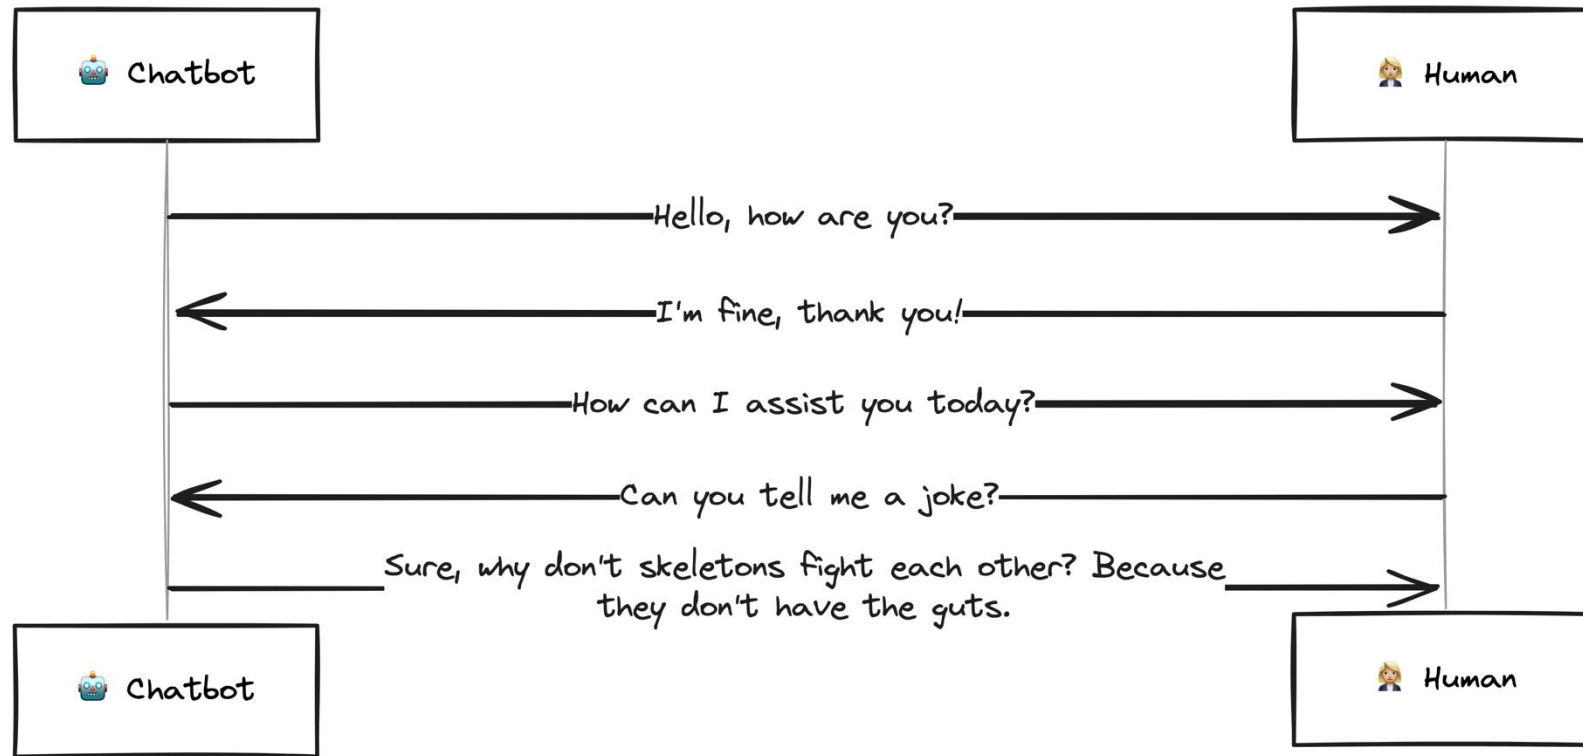 🤖 Chatbot
👩‍💼 Human
Hello, how are you?
I'm fine, thank you!
How can I assist you today?
Can you tell me a joke?
Sure, why don't skeletons fight each other? Because
they don't have the guts.
🤖 Chatbot
👩‍💼 Human